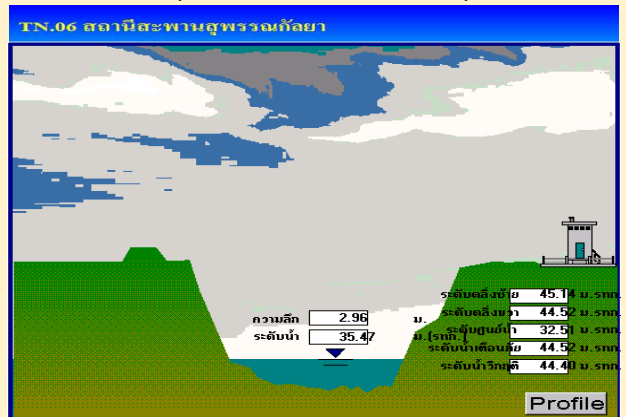 TN.06 สถานีสะพานสุพรรณกัลยา
ความลึก 2.96 ม.
ระดับน้ำ 35.47 ม.(รทก.)
ระดับตลิ่งซ้าย 45.14 ม.รทก.
ระดับตลิ่งขวา 44.52 ม.รทก.
ระดับศูนย์เสา 32.51 ม.รทก.
ระดับน้ำเตือนภัย 44.52 ม.รทก.
ระดับน้ำวิกฤติ 44.40 ม.รทก.
Profile